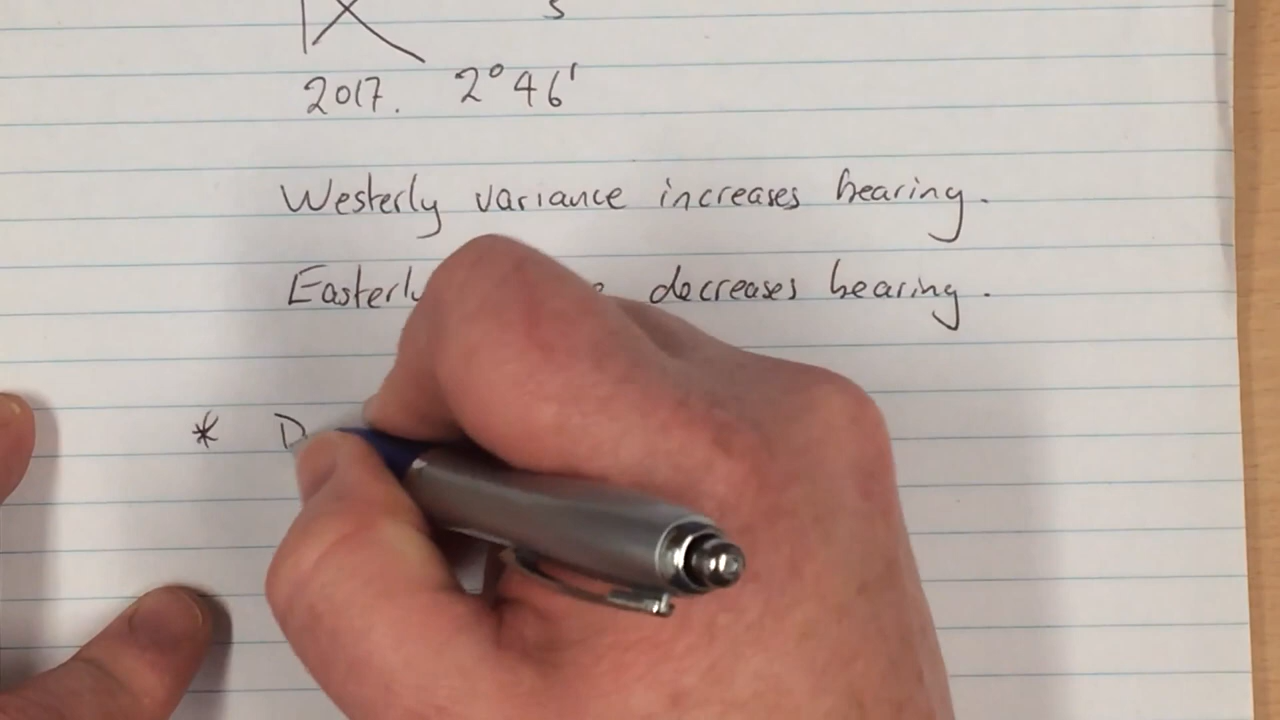 S
2017. 2°46'
Westerly variance increases bearing.
Easterly decreases bearing.
* D